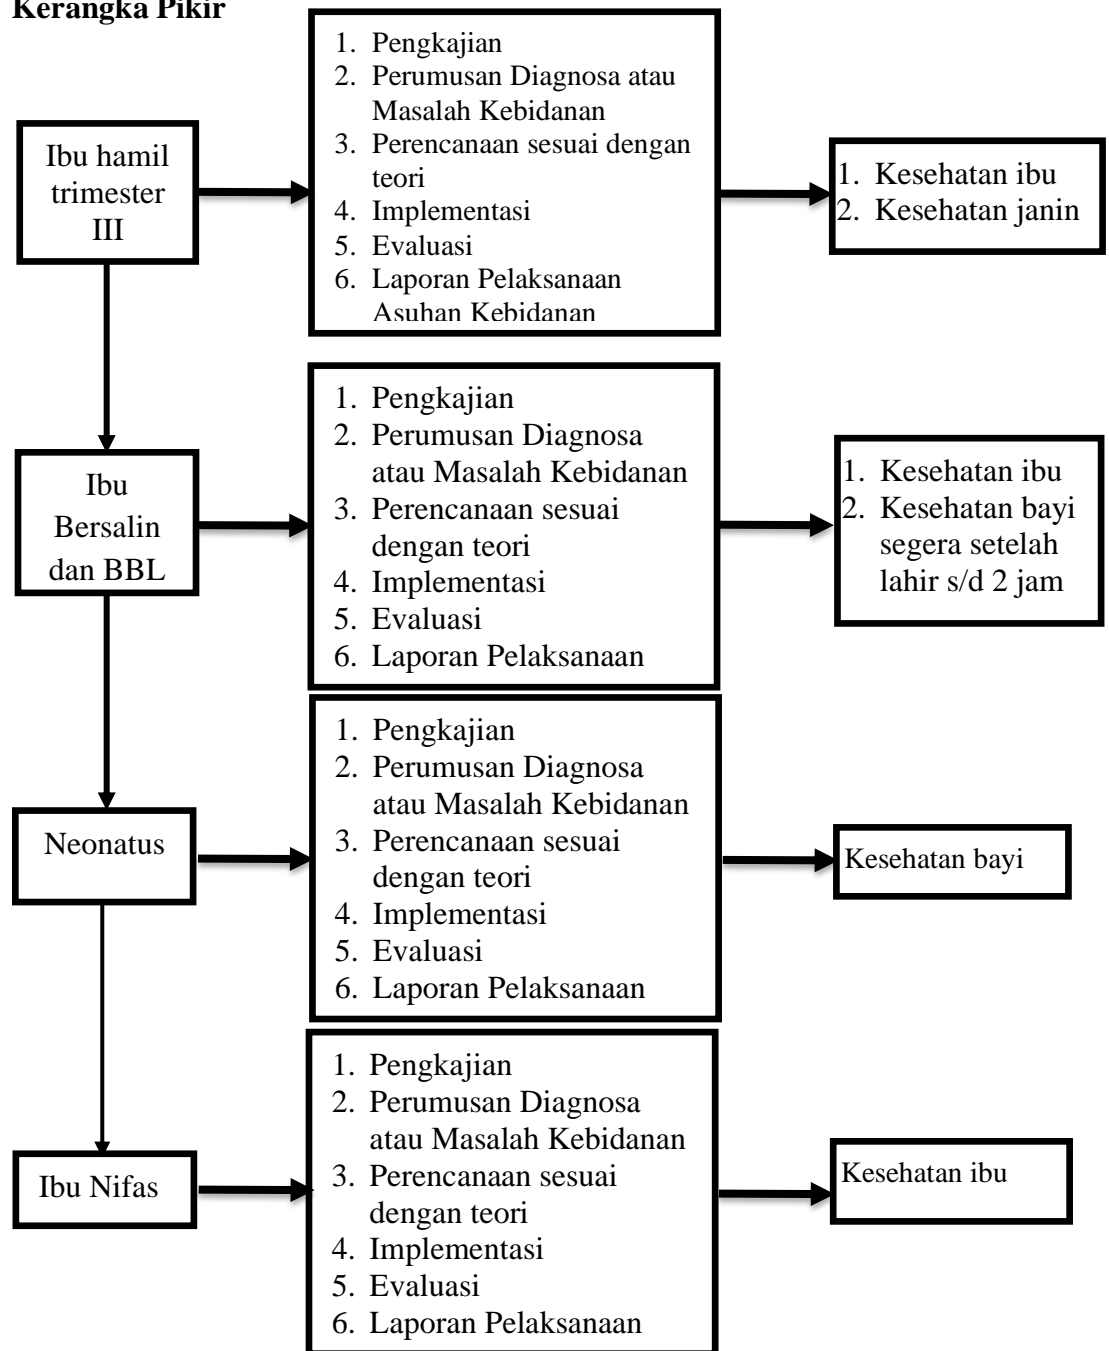 Kerangka Pikir
Ibu hamil
trimester
III
1. Pengkajian
2. Perumusan Diagnosa atau
Masalah Kebidanan
3. Perencanaan sesuai dengan
teori
4. Implementasi
5. Evaluasi
6. Laporan Pelaksanaan
Asuhan Kebidanan
1. Kesehatan ibu
2. Kesehatan janin
Ibu
Bersalin
dan BBL
1. Pengkajian
2. Perumusan Diagnosa
atau Masalah Kebidanan
3. Perencanaan sesuai
dengan teori
4. Implementasi
5. Evaluasi
6. Laporan Pelaksanaan
1. Kesehatan ibu
2. Kesehatan bayi
segera setelah
lahir s/d 2 jam
Neonatus
1. Pengkajian
2. Perumusan Diagnosa
atau Masalah Kebidanan
3. Perencanaan sesuai
dengan teori
4. Implementasi
5. Evaluasi
6. Laporan Pelaksanaan
Kesehatan bayi
Ibu Nifas
1. Pengkajian
2. Perumusan Diagnosa
atau Masalah Kebidanan
3. Perencanaan sesuai
dengan teori
4. Implementasi
5. Evaluasi
6. Laporan Pelaksanaan
Kesehatan ibu